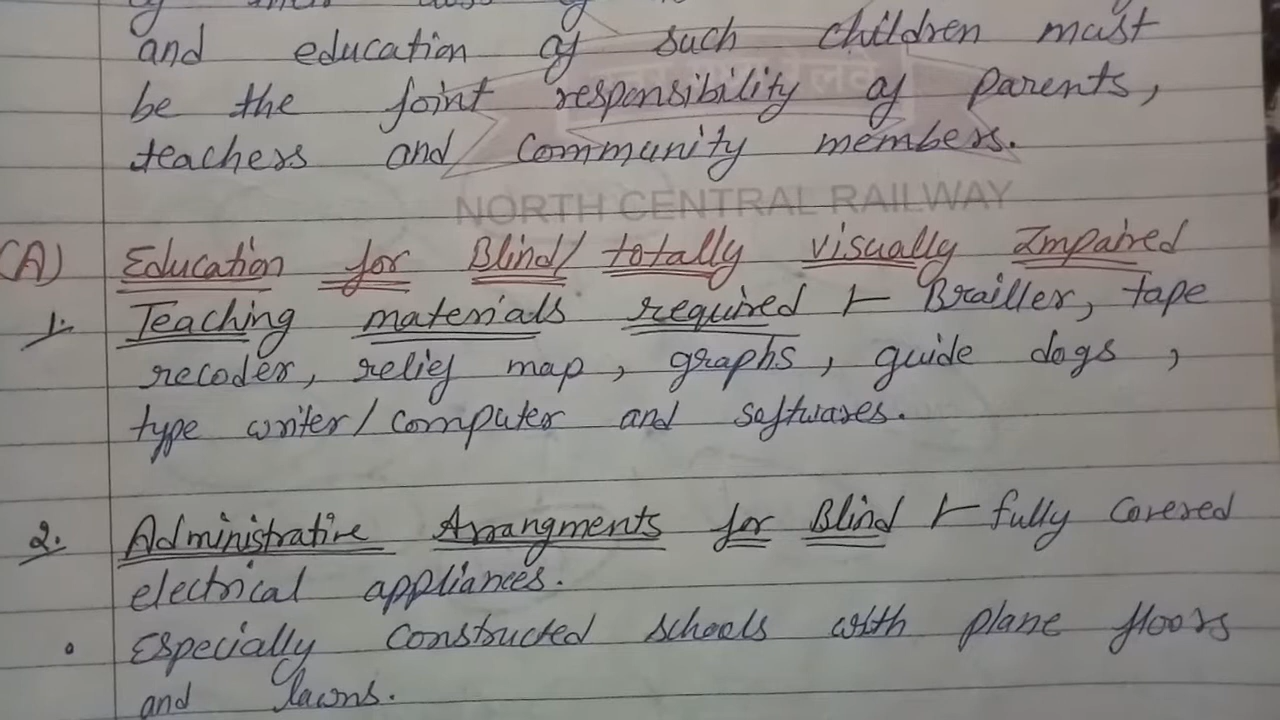 and education of such children must
be the joint responsibility of parents,
teachers and community members.
NORTH CENTRAL RAILWAY
(A) Education for Blind/ totally visually Impaired
1. Teaching materials required :- Brailler, tape
recoder, relief map, graphs, guide dogs,
type writer/computer and softwares.
2. Administrative Arrangments for Blind :- fully covered
electrical appliances.
• Especially constructed schools with plane floors
and lawns.